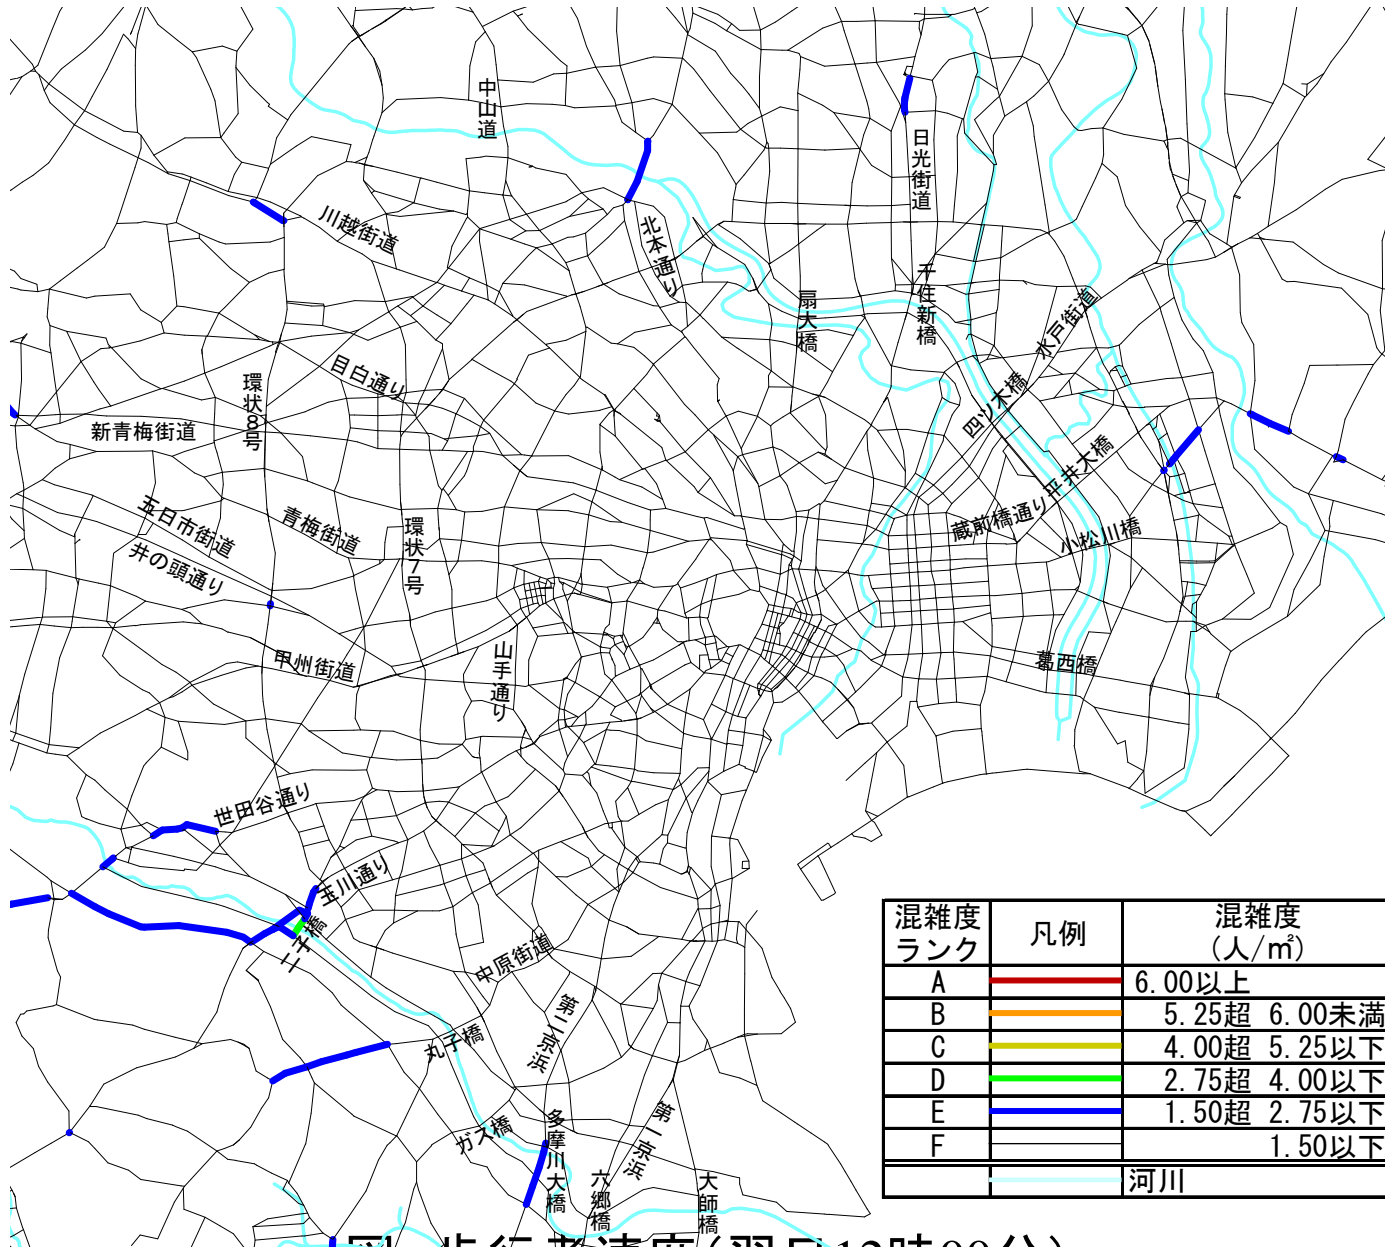 中山道
日光街道
川越街道
北本通り
千住新橋
扇大橋
水戸街道
目白通り
環状8号
四ツ木橋
新青梅街道
平井大橋
五日市街道
青梅街道
環状7号
蔵前橋通り
小松川橋
井の頭通り
甲州街道
山手通り
葛西橋
世田谷通り
玉川通り
二子橋
中原街道
第二京浜
丸子橋
ガス橋
多摩川大橋
第一京浜
六郷橋
大師橋
混雑度ランク 凡例 混雑度(人/㎡)
A 6.00以上
B 5.25超 6.00未満
C 4.00超 5.25以下
D 2.75超 4.00以下
E 1.50超 2.75以下
F 1.50以下
河川